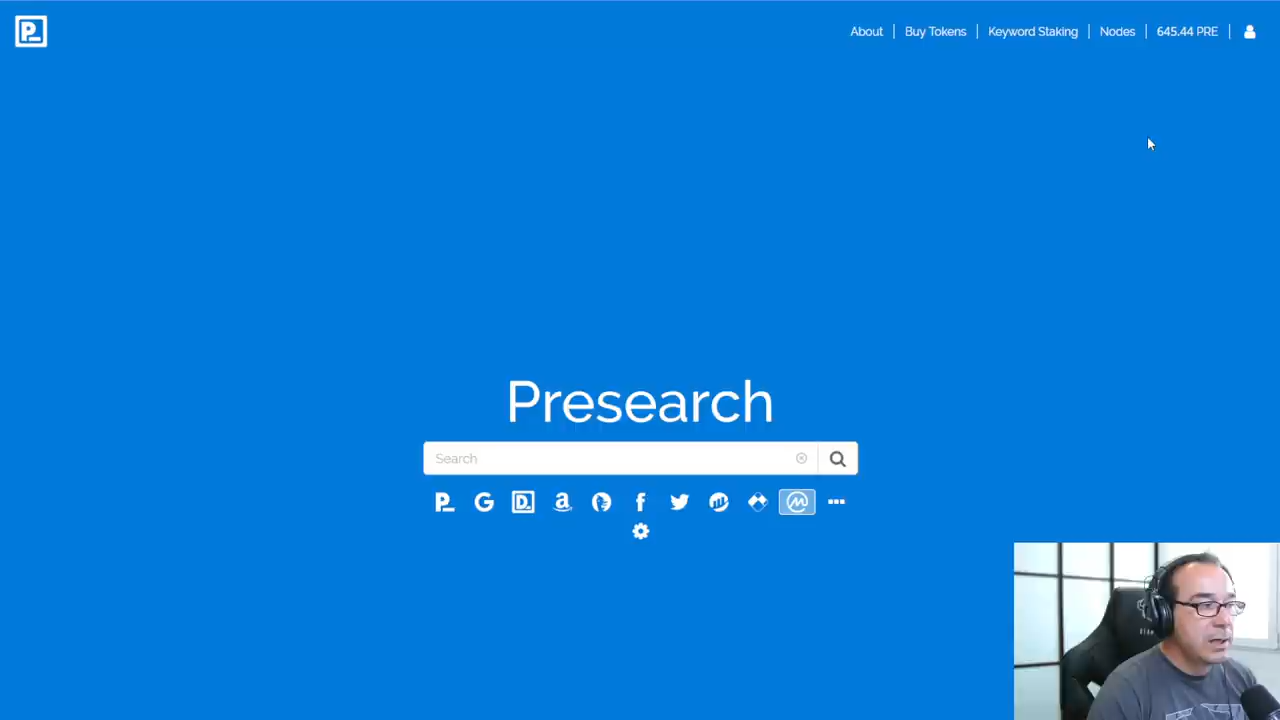 About
Buy Tokens
Keyword Staking
Nodes
645.44 PRE
Presearch
Search